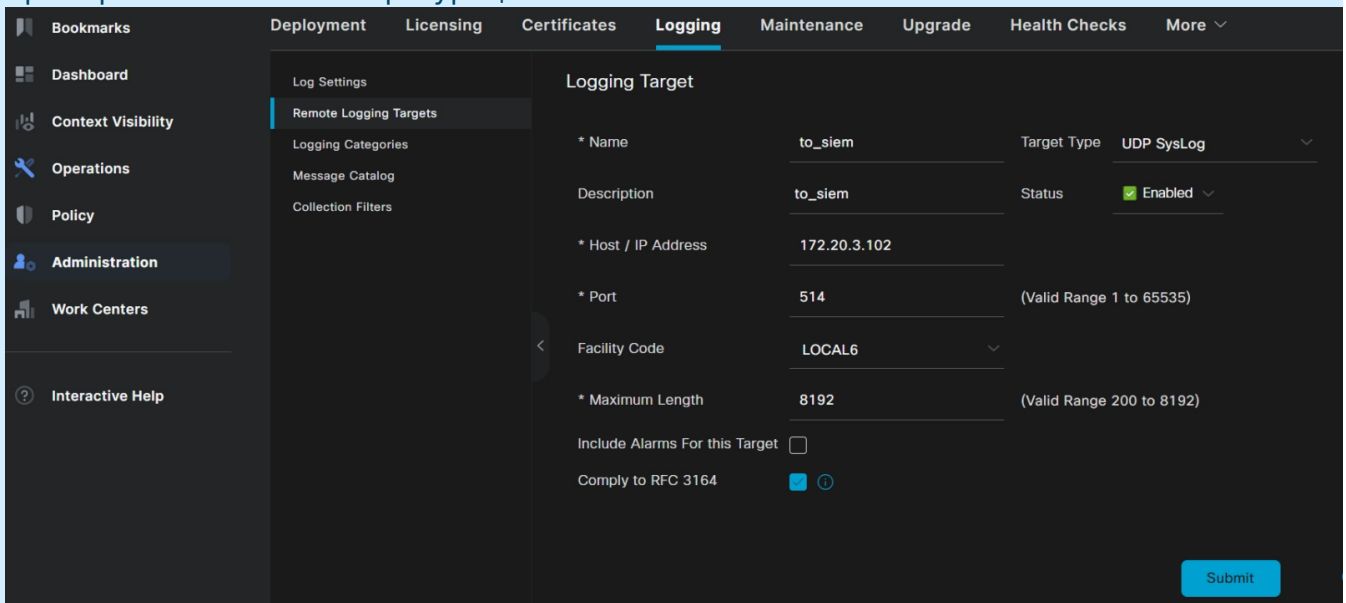 Bookmarks
Dashboard
Context Visibility
Operations
Policy
Administration
Work Centers
Interactive Help
Deployment Licensing Certificates Logging Maintenance Upgrade Health Checks More
Log Settings
Remote Logging Targets
Logging Categories
Message Catalog
Collection Filters
Logging Target
* Name to_siem Target Type UDP SysLog
Description to_siem Status Enabled
* Host / IP Address 172.20.3.102
* Port 514 (Valid Range 1 to 65535)
Facility Code LOCAL6
* Maximum Length 8192 (Valid Range 200 to 8192)
Include Alarms For this Target
Comply to RFC 3164
Submit